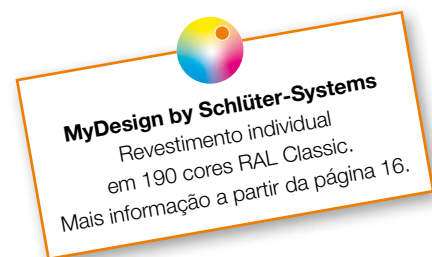 MyDesign by Schlüter-Systems
Revestimento individual
em 190 cores RAL Classic.
Mais informação a partir da página 16.